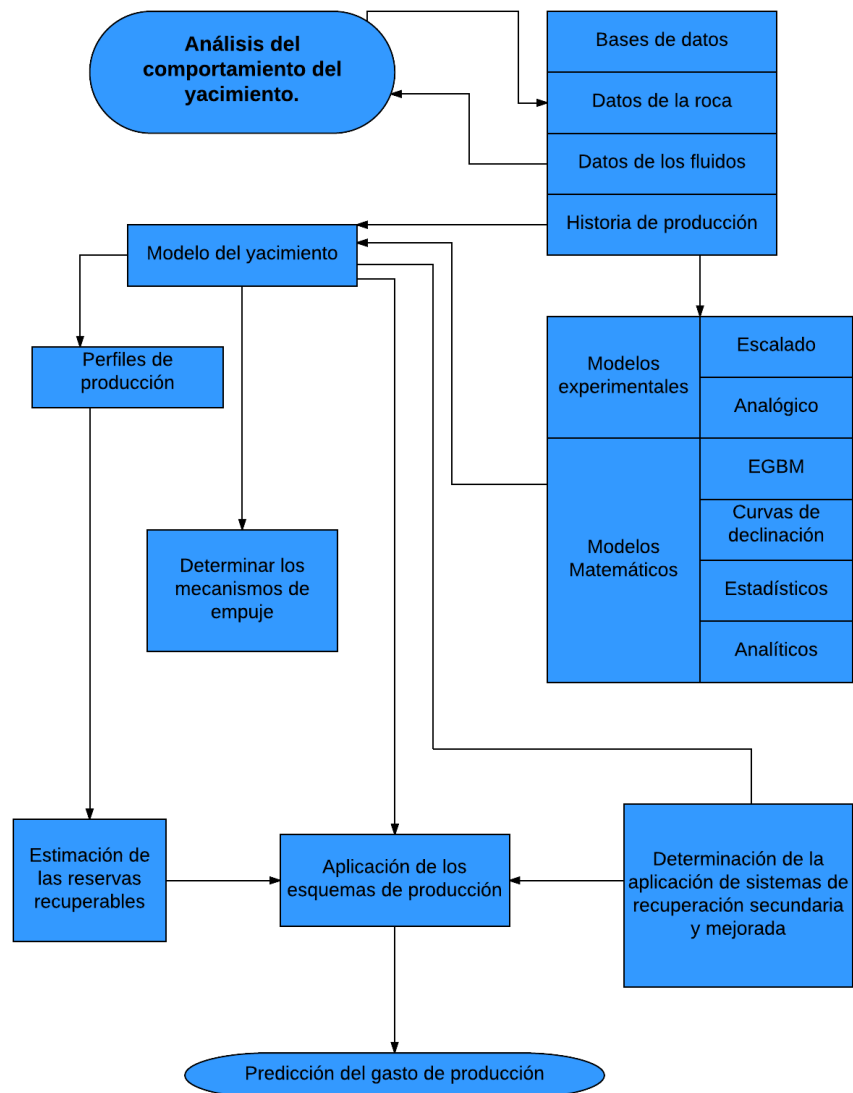 Análisis del
comportamiento del
yacimiento.
Bases de datos
Datos de la roca
Datos de los fluidos
Historia de producción
Modelo del yacimiento
Perfiles de
producción
Modelos
experimentales
Escalado
Analógico
Modelos
Matemáticos
EGBM
Curvas de
declinación
Estadísticos
Analíticos
Determinar los
mecanismos de
empuje
Estimación de
las reservas
recuperables
Aplicación de los
esquemas de producción
Determinación de la
aplicación de sistemas de
recuperación secundaria
y mejorada
Predicción del gasto de producción